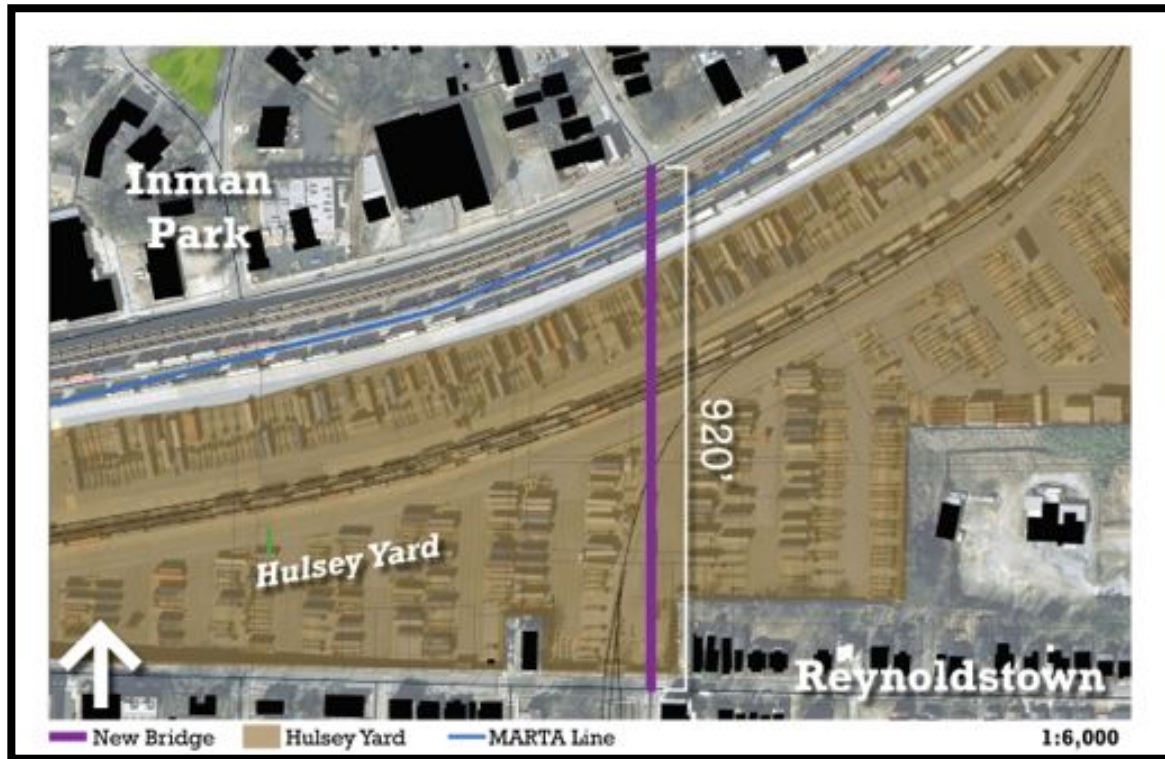 Inman
Park
920'
Hulsey Yard
Reynoldstown
New Bridge
Hulsey Yard
MARTA Line
1:6,000